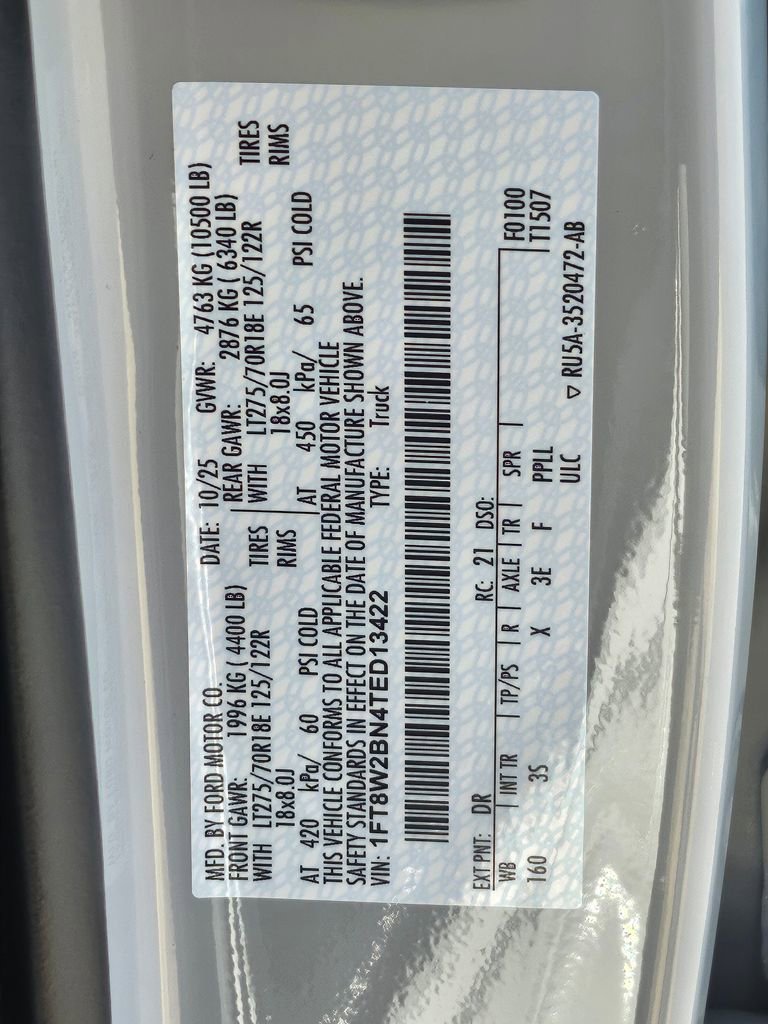 MFD. BY FORD MOTOR CO. DATE: 10/25 GVWR: 4763 KG (10500 LB)
FRONT GAWR: 1996 KG ( 4400 LB) REAR GAWR: 2876 KG ( 6340 LB)
WITH LT275/70R18E 125/122R TIRES WITH LT275/70R18E 125/122R TIRES
18x8.0J RIMS 18x8.0J RIMS
AT 420 kPa/ 60 PSI COLD AT 450 kPa/ 65 PSI COLD
THIS VEHICLE CONFORMS TO ALL APPLICABLE FEDERAL MOTOR VEHICLE
SAFETY STANDARDS IN EFFECT ON THE DATE OF MANUFACTURE SHOWN ABOVE.
VIN: 1FT8W2BN4TED13422 TYPE: Truck
EXT PNT: DR RC: 21 DSO:
WB INT TR TP/PS R AXLE TR SPR F0100
160 3S X 3E F PPLL T1507
ULC
▽ RU5A-3520472-AB